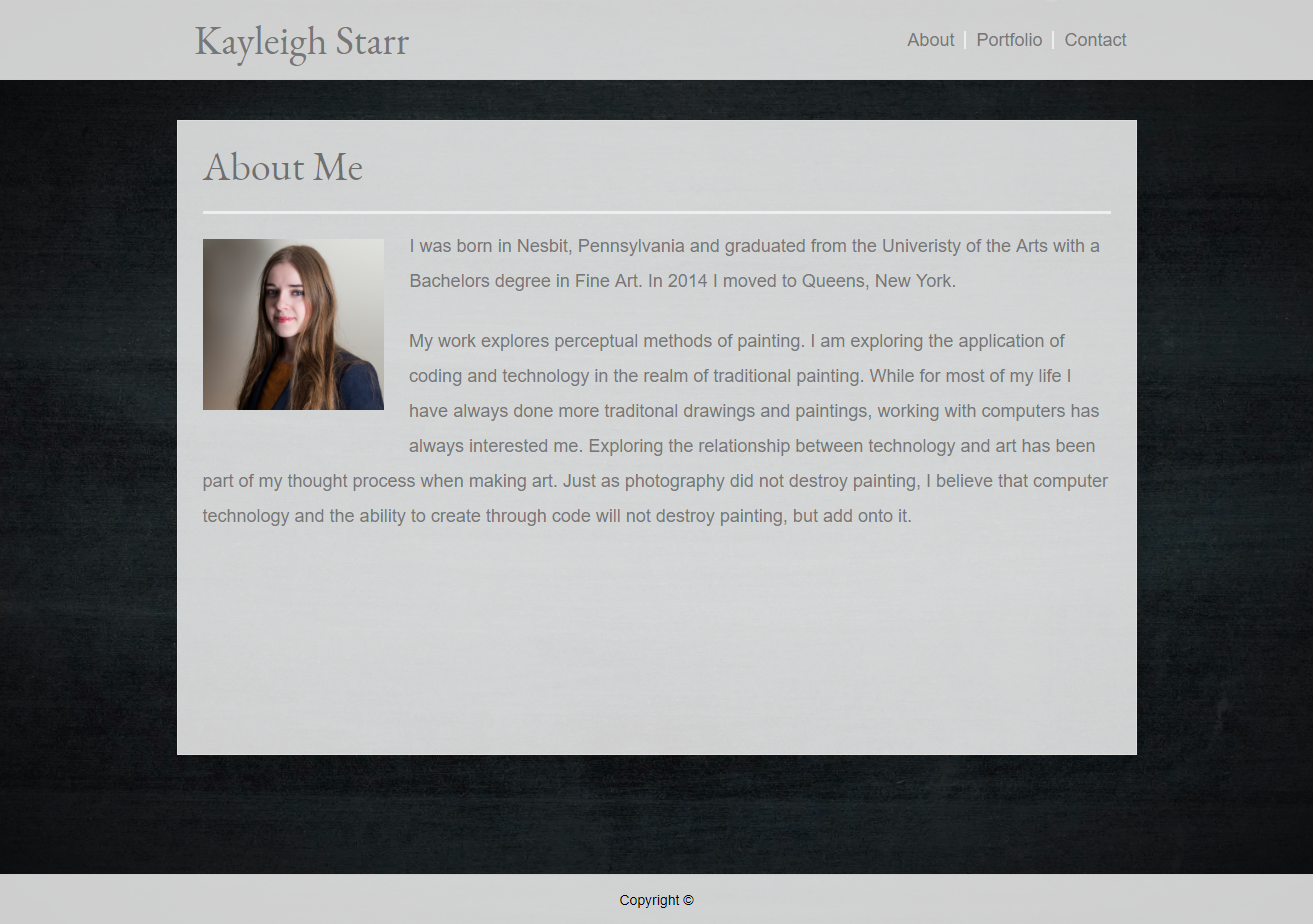 Kayleigh Starr
About
Portfolio
Contact
About Me
I was born in Nesbit, Pennsylvania and graduated from the Univeristy of the Arts with a
Bachelors degree in Fine Art. In 2014 I moved to Queens, New York.
My work explores perceptual methods of painting. I am exploring the application of
coding and technology in the realm of traditional painting. While for most of my life I
have always done more traditonal drawings and paintings, working with computers has
always interested me. Exploring the relationship between technology and art has been
part of my thought process when making art. Just as photography did not destroy painting, I believe that computer
technology and the ability to create through code will not destroy painting, but add onto it.
Copyright ©